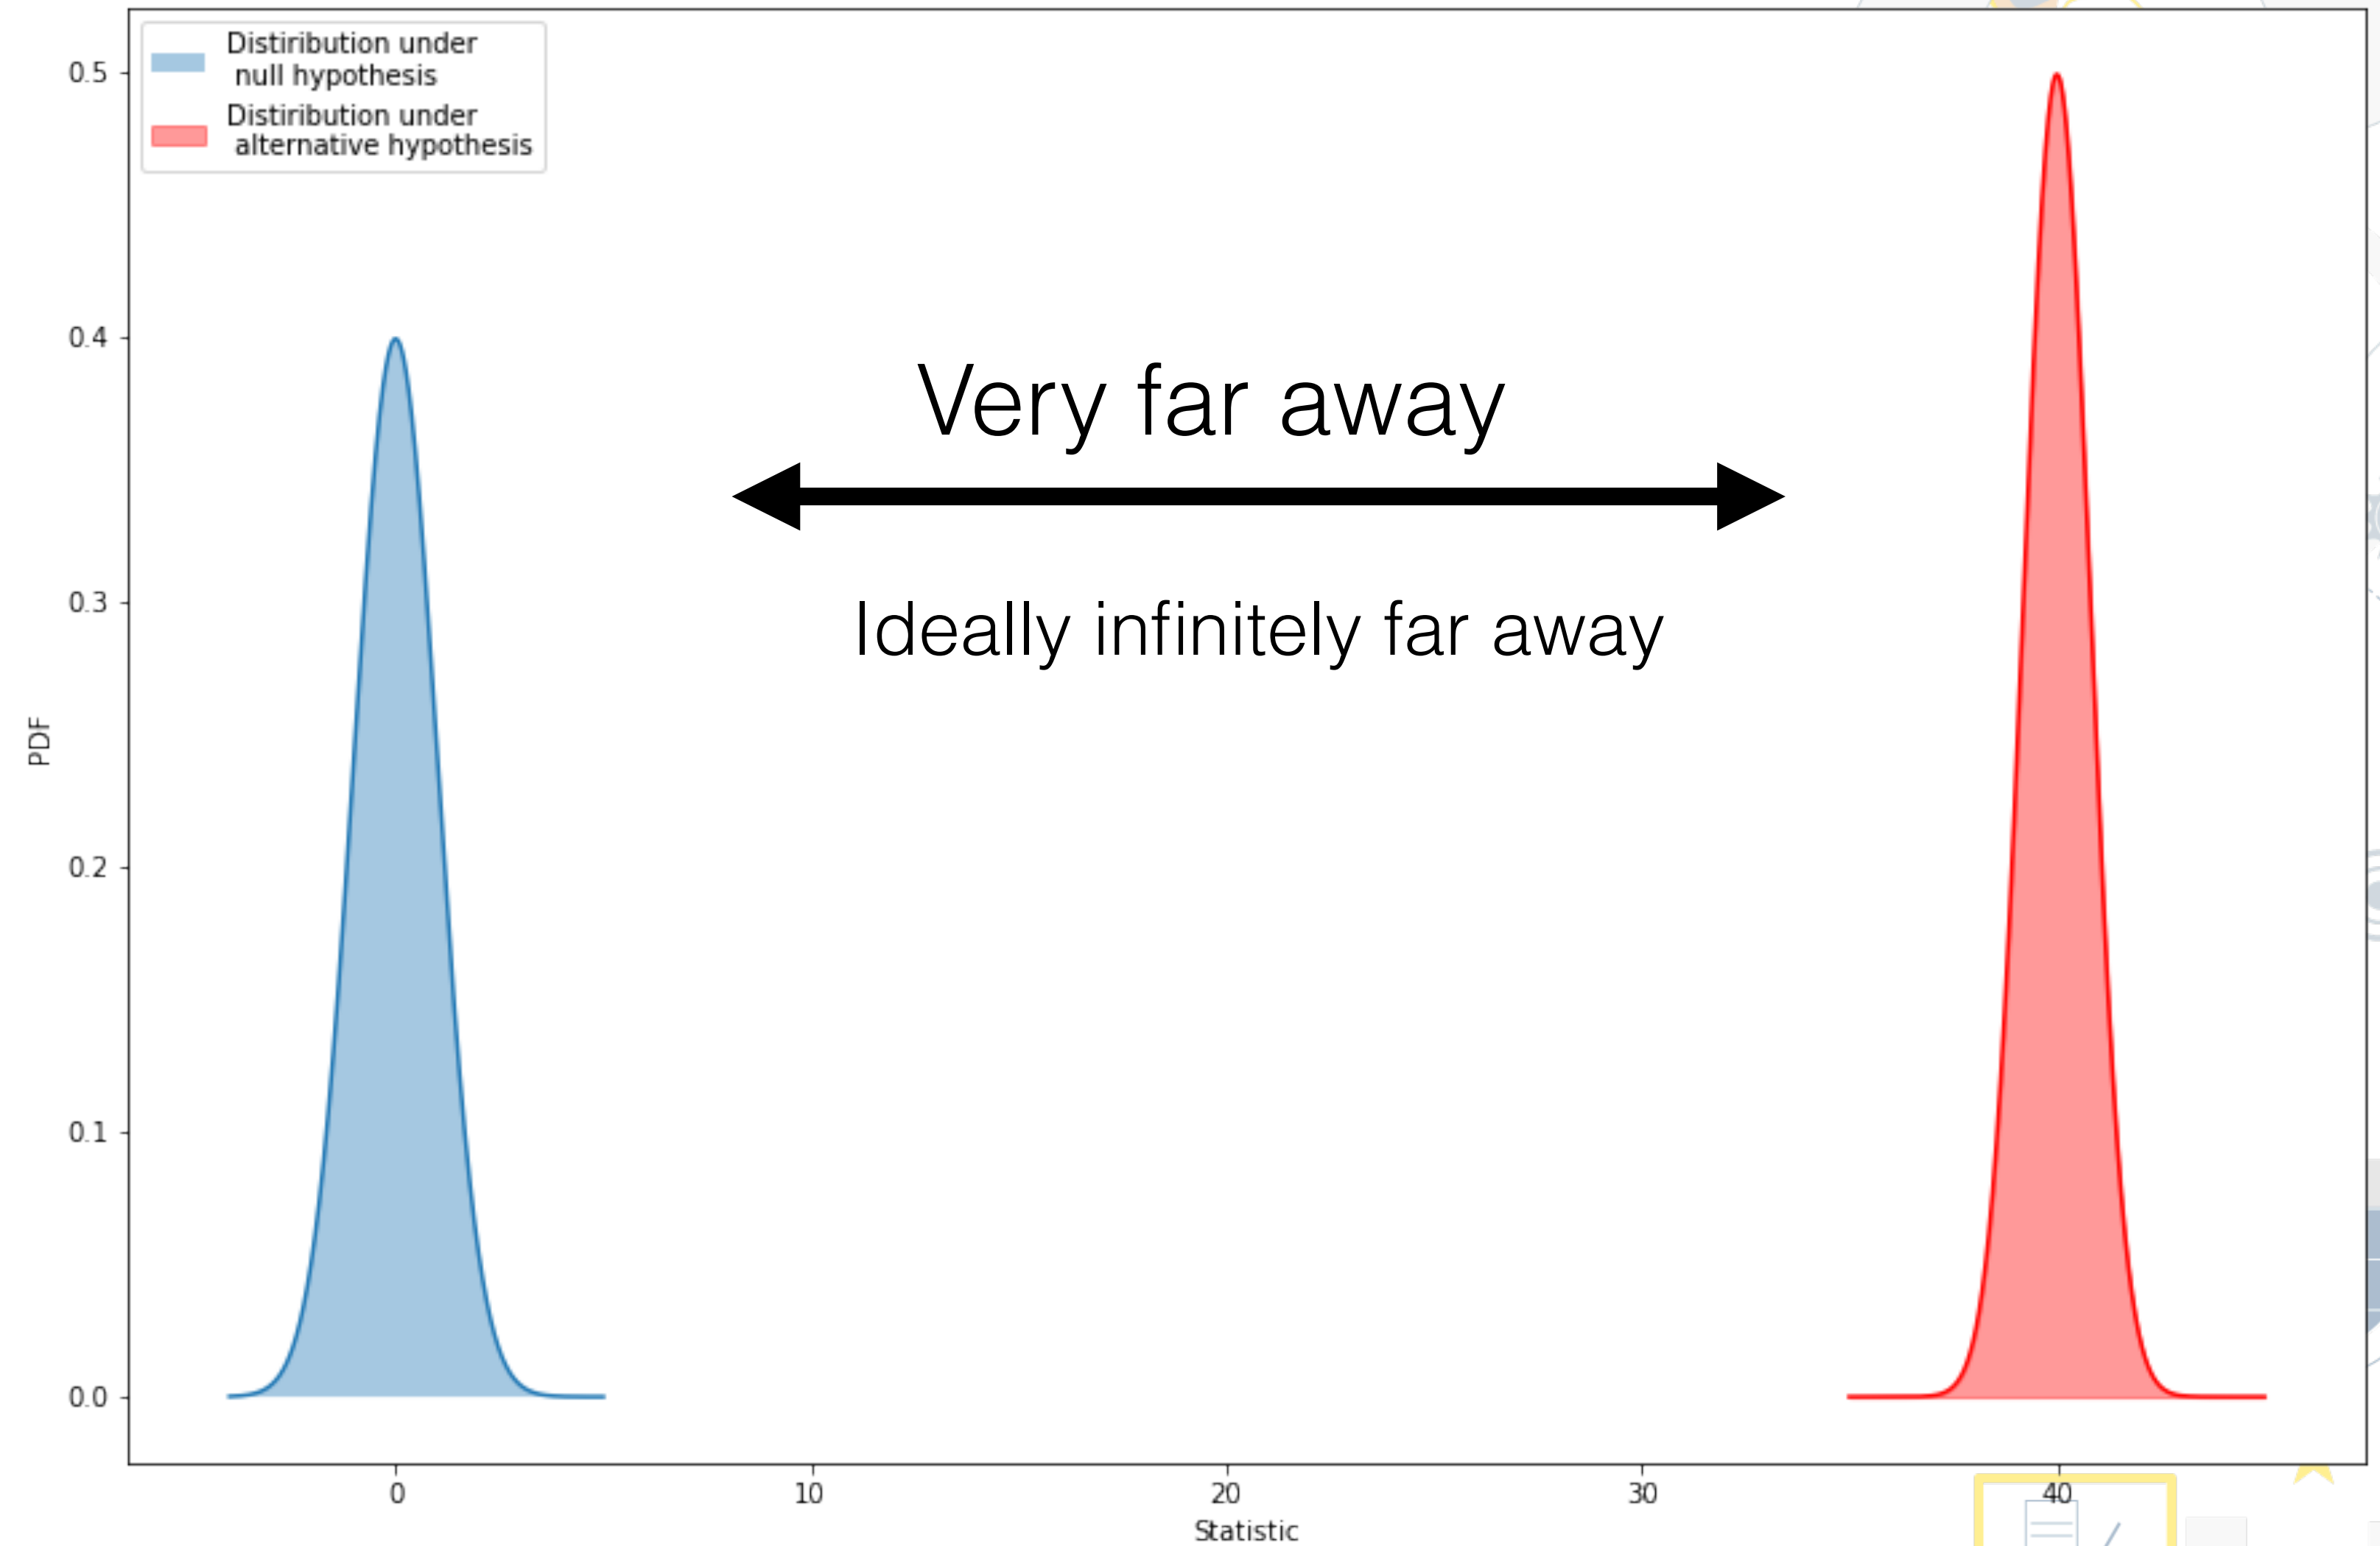 Distiribution under
null hypothesis
Distiribution under
alternative hypothesis
0.5
0.4
0.3
0.2
0.1
0.0
PDF
Very far away
Ideally infinitely far away
0
10
20
30
40
Statistic